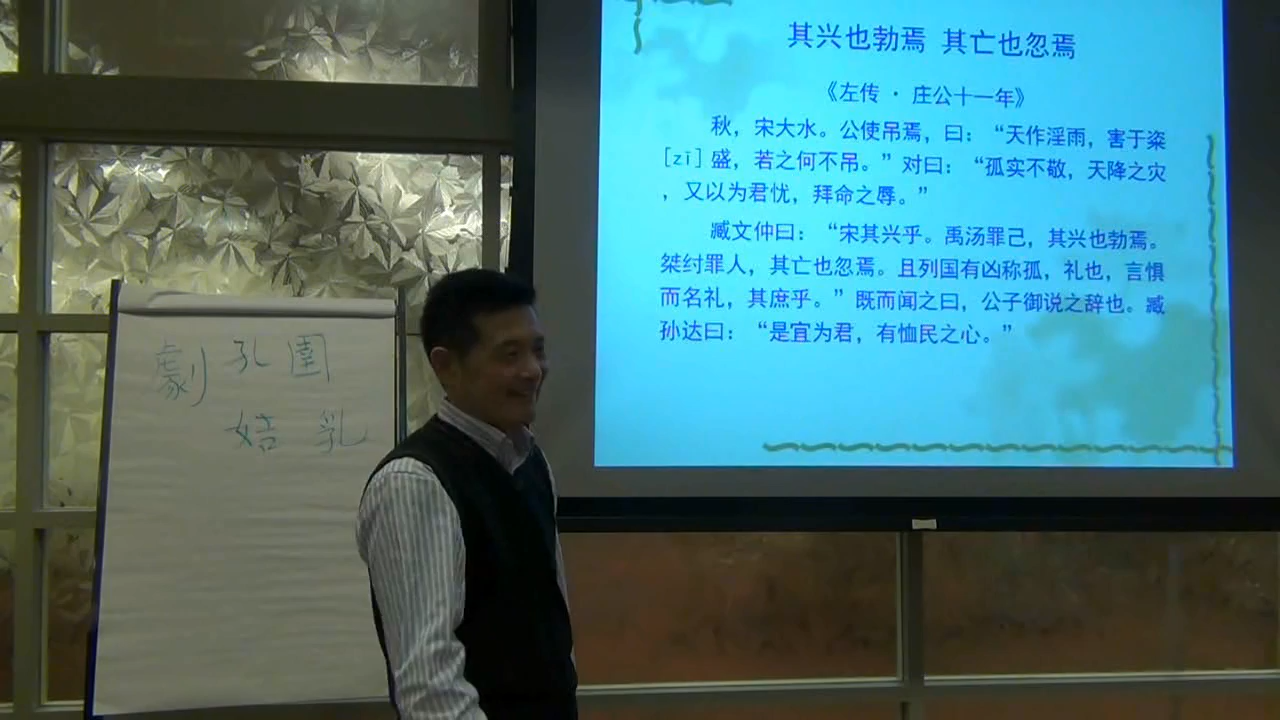 其兴也勃焉 其亡也忽焉
《左传 · 庄公十一年》
秋，宋大水。公使吊焉，曰：“天作淫雨，害于粢
[zī]盛，若之何不吊。”对曰：“孤实不敬，天降之灾
，又以为君忧，拜命之辱。”
臧文仲曰：“宋其兴乎。禹汤罪己，其兴也勃焉。
桀纣罪人，其亡也忽焉。且列国有凶称孤，礼也，言惧
而名礼，其庶乎。”既而闻之曰，公子御说之辞也。臧
孙达曰：“是宜为君，有恤民之心。”
劇 孔 圉
姞 乳